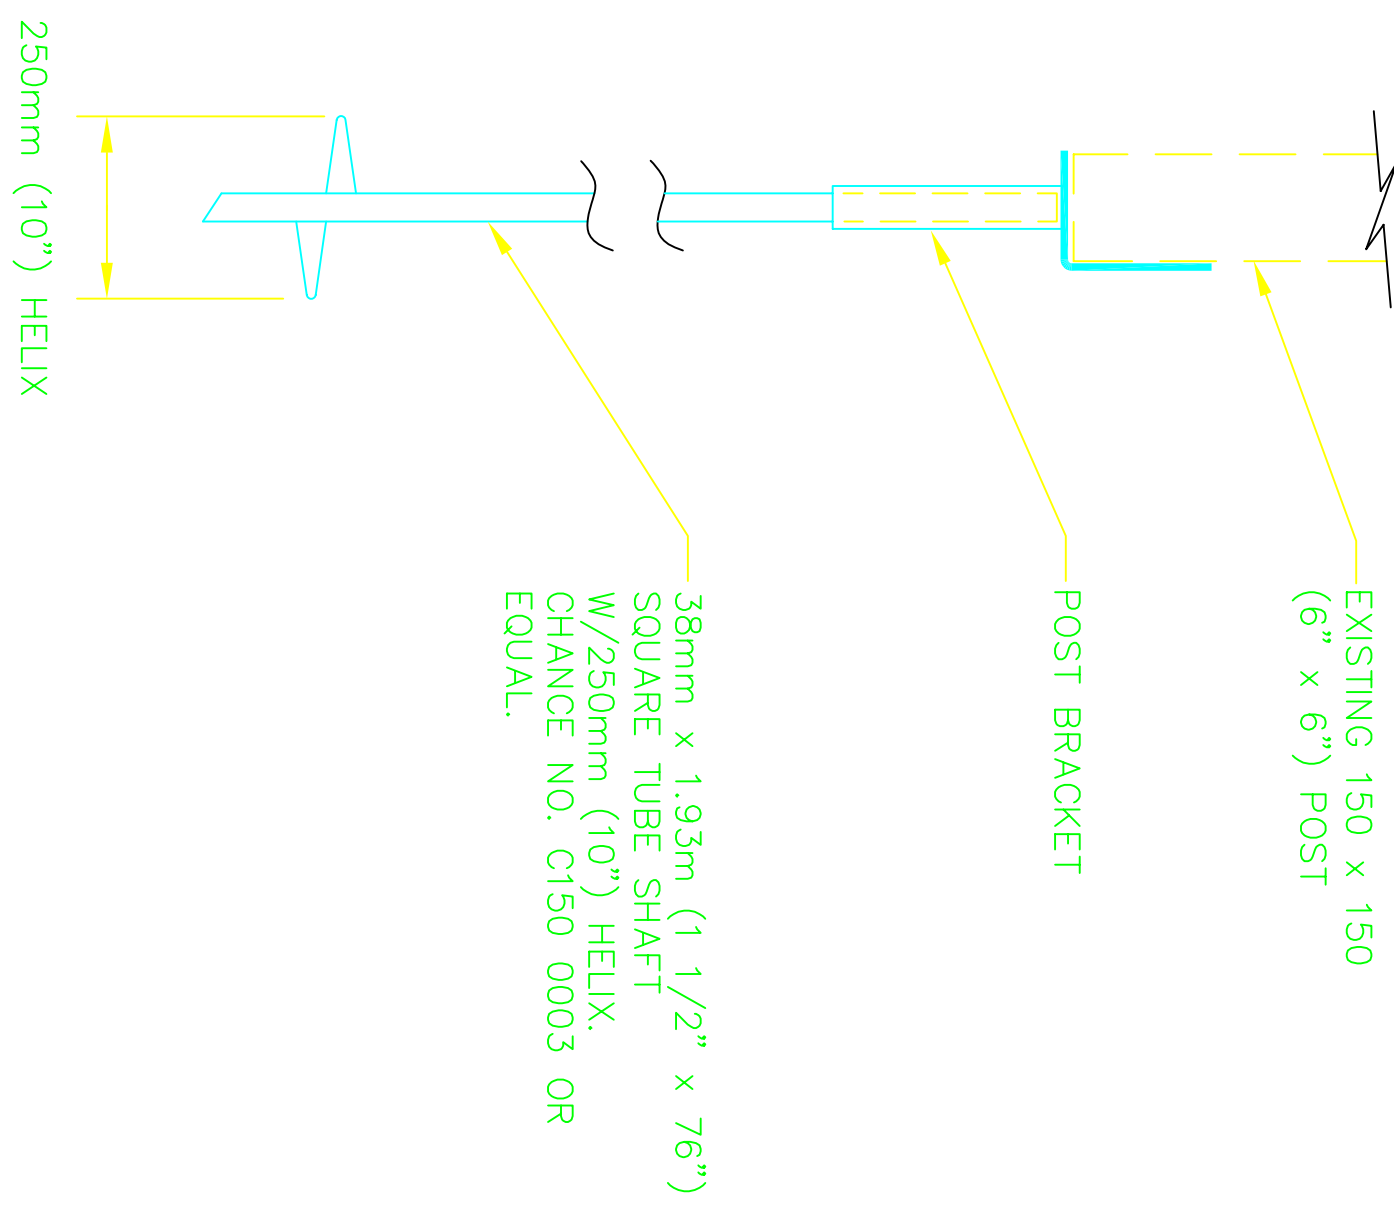 EXISTING 150 x 150
(6" x 6") POST
POST BRACKET
38mm x 1.93m (1 1/2" x 76")
SQUARE TUBE SHAFT
W/250mm (10") HELIX.
CHANCE NO. C150 0003 OR
EQUAL.
250mm (10") HELIX